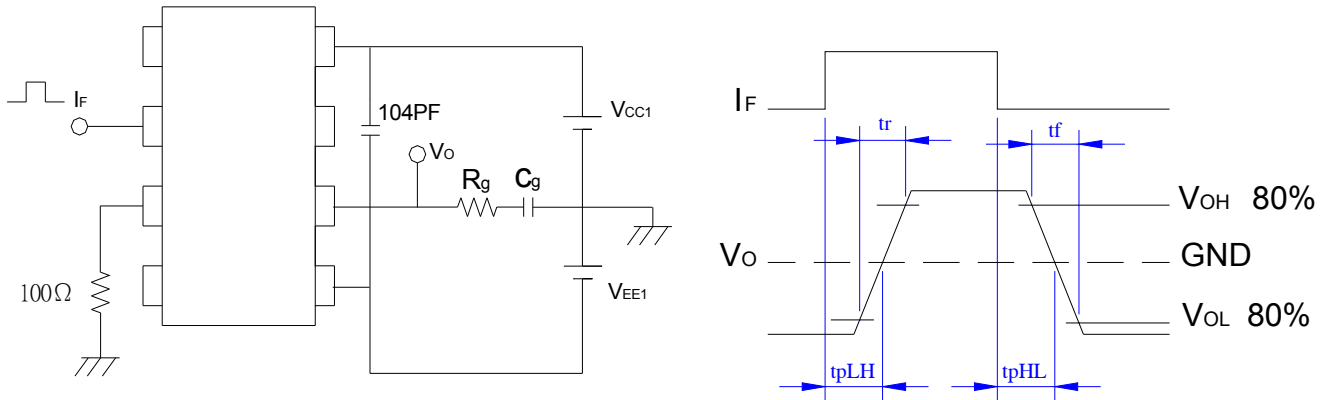 IF
104PF
VCC1
VO
Rg Cg
100Ω
VEE1
IF
tr
tf
VOH 80%
VO
GND
VOL 80%
tpLH
tpHL